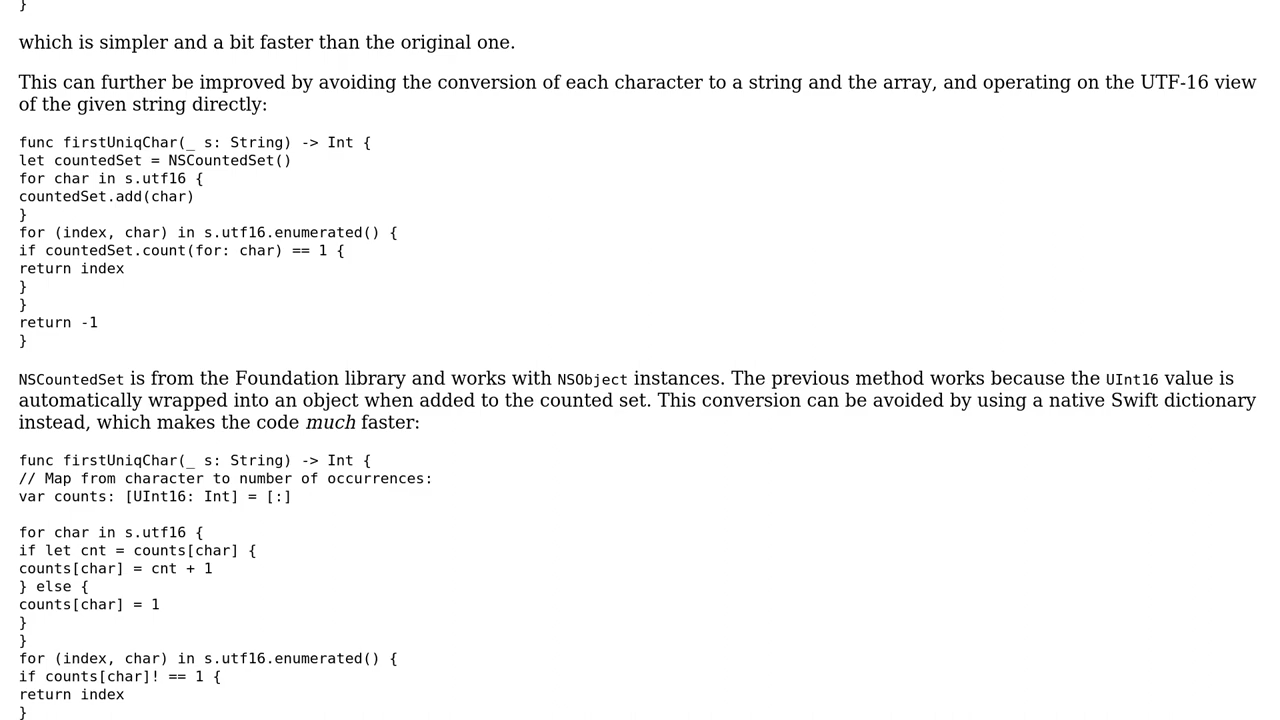 }
which is simpler and a bit faster than the original one.
This can further be improved by avoiding the conversion of each character to a string and the array, and operating on the UTF-16 view
of the given string directly:
func firstUniqChar(_ s: String) -> Int {
let countedSet = NSCountedSet()
for char in s.utf16 {
countedSet.add(char)
}
for (index, char) in s.utf16.enumerated() {
if countedSet.count(for: char) == 1 {
return index
}
}
return -1
}
NSCountedSet is from the Foundation library and works with NSObject instances. The previous method works because the UInt16 value is
automatically wrapped into an object when added to the counted set. This conversion can be avoided by using a native Swift dictionary
instead, which makes the code much faster:
func firstUniqChar(_ s: String) -> Int {
// Map from character to number of occurrences:
var counts: [UInt16: Int] = [:]
for char in s.utf16 {
if let cnt = counts[char] {
counts[char] = cnt + 1
} else {
counts[char] = 1
}
}
for (index, char) in s.utf16.enumerated() {
if counts[char]! == 1 {
return index
}